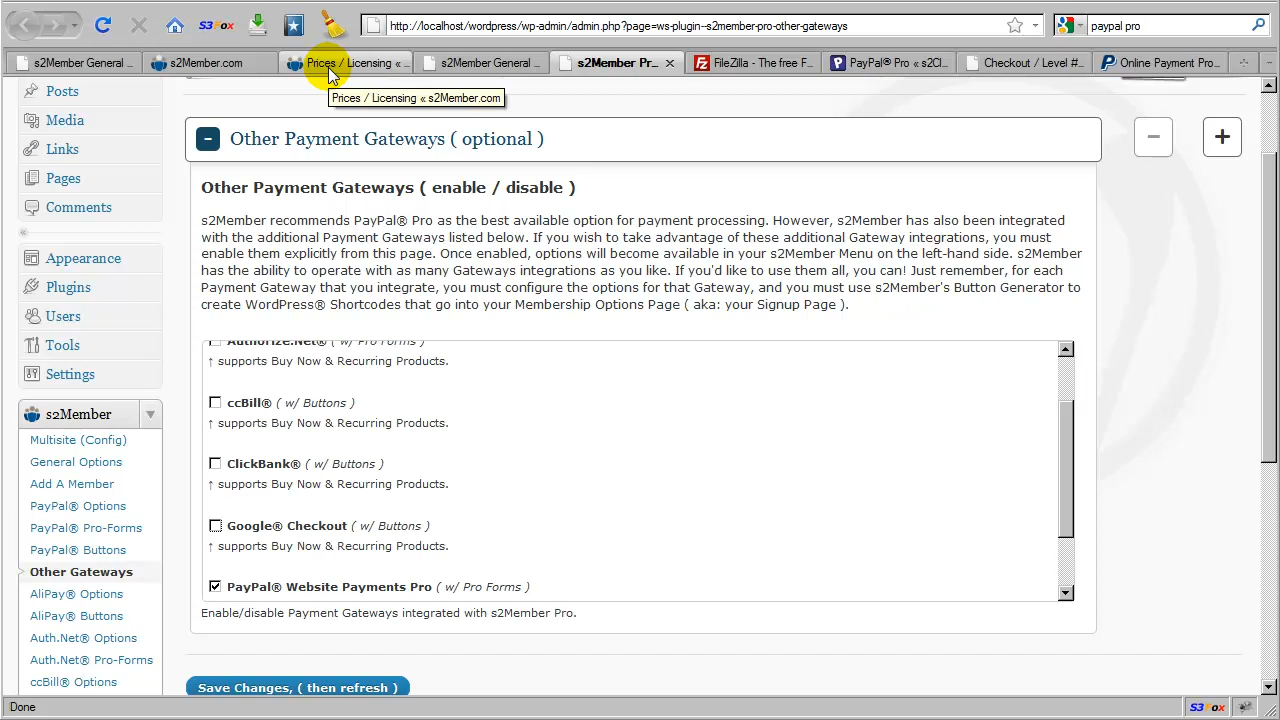 S3Fox
http://localhost/wordpress/wp-admin/admin.php?page=ws-plugin--s2member-pro-other-gateways
paypal pro
s2Member General ...
s2Member.com
Prices / Licensing « ...
s2Member General ...
s2Member Pr...
FileZilla - The free F...
PayPal® Pro « s2Cl...
Checkout / Level #...
Online Payment Pro...
Prices / Licensing « s2Member.com
Posts
Media
Links
Pages
Comments
Appearance
Plugins
Users
Tools
Settings
s2Member
Multisite (Config)
General Options
Add A Member
PayPal® Options
PayPal® Pro-Forms
PayPal® Buttons
Other Gateways
AliPay® Options
AliPay® Buttons
Auth.Net® Options
Auth.Net® Pro-Forms
ccBill® Options
Other Payment Gateways ( optional )
Other Payment Gateways ( enable / disable )
s2Member recommends PayPal® Pro as the best available option for payment processing. However, s2Member has also been integrated
with the additional Payment Gateways listed below. If you wish to take advantage of these additional Gateway integrations, you must
enable them explicitly from this page. Once enabled, options will become available in your s2Member Menu on the left-hand side. s2Member
has the ability to operate with as many Gateways integrations as you like. If you'd like to use them all, you can! Just remember, for each
Payment Gateway that you integrate, you must configure the options for that Gateway, and you must use s2Member's Button Generator to
create WordPress® Shortcodes that go into your Membership Options Page ( aka: your Signup Page ).
Authorize.Net® ( w/ Pro Forms )
↑ supports Buy Now & Recurring Products.
ccBill® ( w/ Buttons )
↑ supports Buy Now & Recurring Products.
ClickBank® ( w/ Buttons )
↑ supports Buy Now & Recurring Products.
Google® Checkout ( w/ Buttons )
↑ supports Buy Now & Recurring Products.
PayPal® Website Payments Pro ( w/ Pro Forms )
Enable/disable Payment Gateways integrated with s2Member Pro.
Save Changes, ( then refresh )
Done
S3Fox